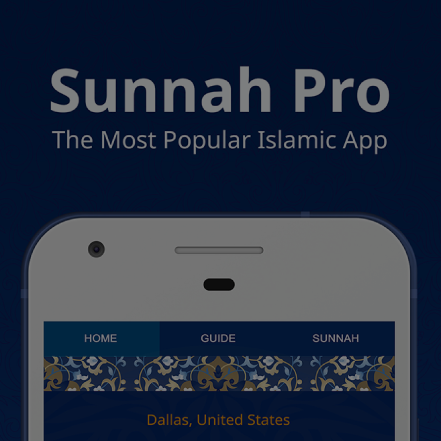 Sunnah Pro
The Most Popular Islamic App
HOME GUIDE SUNNAH
Dallas, United States